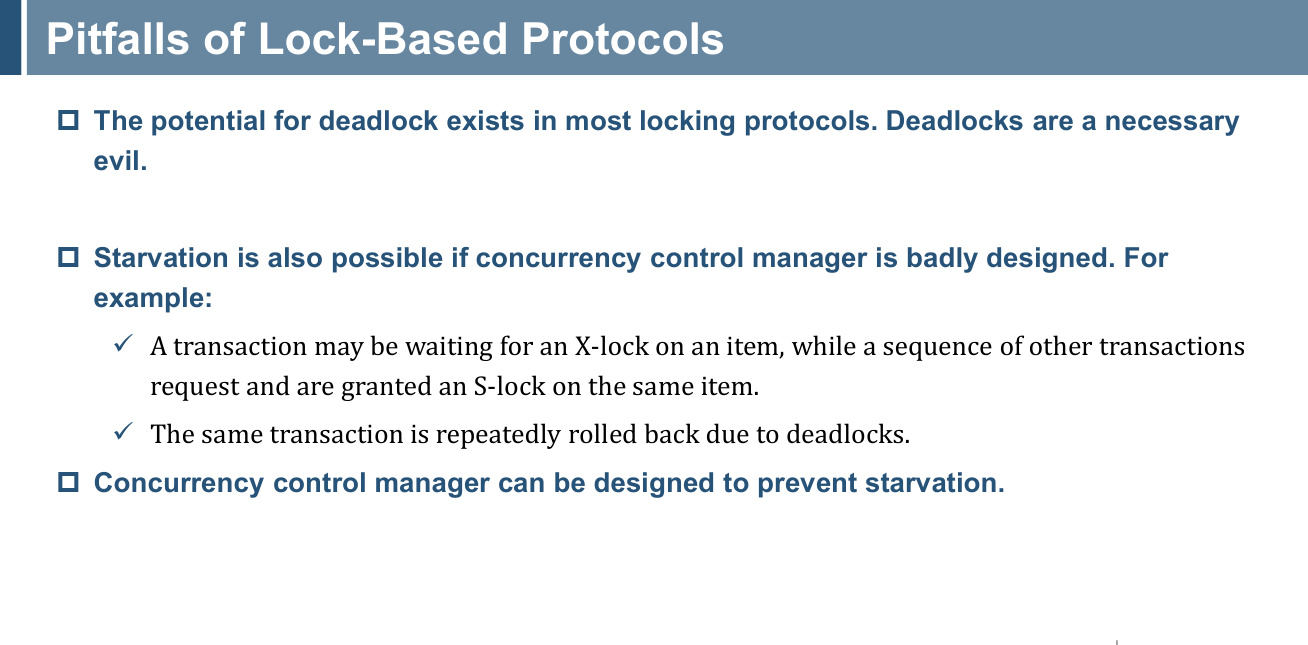 Pitfalls of Lock-Based Protocols
The potential for deadlock exists in most locking protocols. Deadlocks are a necessary
evil.
Starvation is also possible if concurrency control manager is badly designed. For
example:
A transaction may be waiting for an X-lock on an item, while a sequence of other transactions
request and are granted an S-lock on the same item.
The same transaction is repeatedly rolled back due to deadlocks.
Concurrency control manager can be designed to prevent starvation.